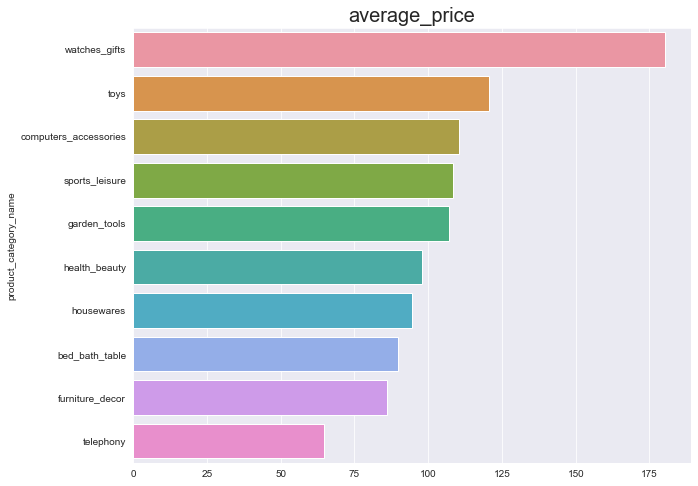 average_price
product_category_name
watches_gifts
toys
computers_accessories
sports_leisure
garden_tools
health_beauty
housewares
bed_bath_table
furniture_decor
telephony
0 25 50 75 100 125 150 175